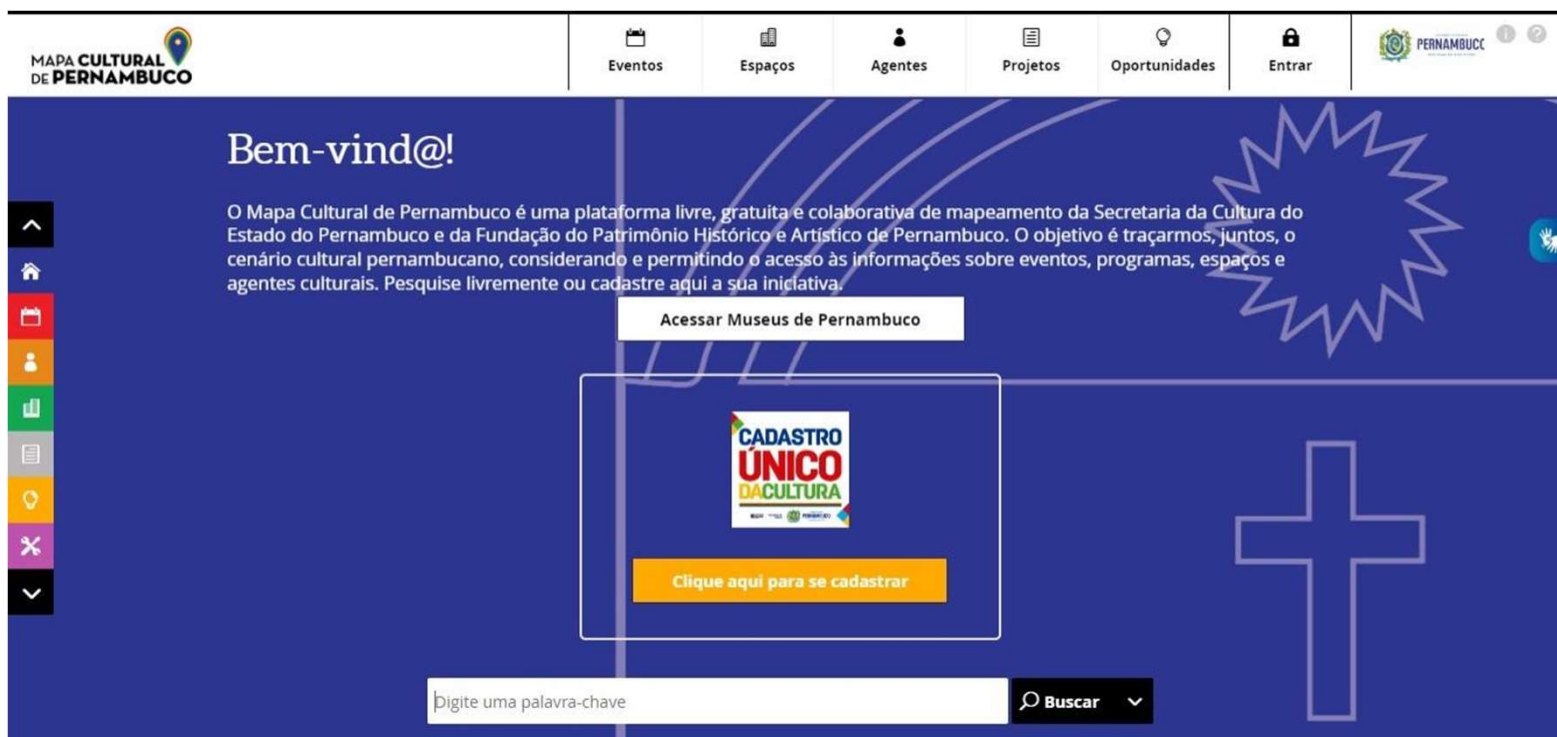 MAPA CULTURAL
DE PERNAMBUCO
Eventos
Espaços
Agentes
Projetos
Oportunidades
Entrar
PERNAMBUCO
Bem-vind@!
O Mapa Cultural de Pernambuco é uma plataforma livre, gratuita e colaborativa de mapeamento da Secretaria da Cultura do
Estado do Pernambuco e da Fundação do Patrimônio Histórico e Artístico de Pernambuco. O objetivo é traçarmos, juntos, o
cenário cultural pernambucano, considerando e permitindo o acesso às informações sobre eventos, programas, espaços e
agentes culturais. Pesquise livremente ou cadastre aqui a sua iniciativa.
Acessar Museus de Pernambuco
CADASTRO
ÚNICO
DACULTURA
PERNAMBUCO
Clique aqui para se cadastrar
Digite uma palavra-chave
Buscar